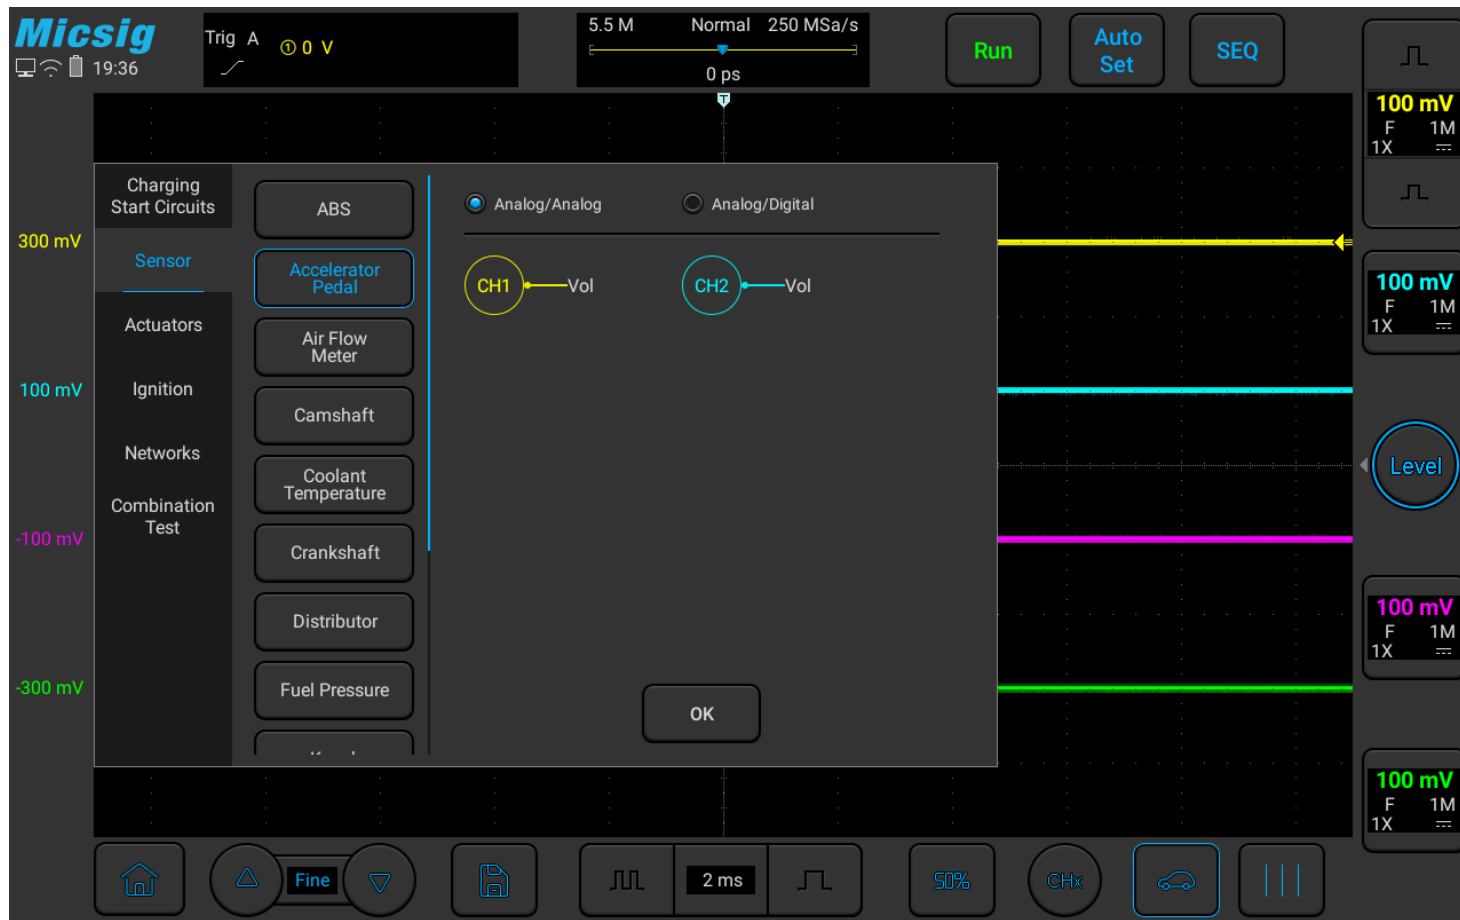 Micsig
19:36
Trig A
① 0 V
5.5 M Normal 250 MSa/s
0 ps
Run
Auto
Set
SEQ
T
100 mV
F 1M
1X
Charging
Start Circuits
Sensor
Actuators
Ignition
Networks
Combination
Test
ABS
Accelerator
Pedal
Air Flow
Meter
Camshaft
Coolant
Temperature
Crankshaft
Distributor
Fuel Pressure
Analog/Analog
Analog/Digital
CH1 Vol
CH2 Vol
OK
300 mV
100 mV
-100 mV
-300 mV
100 mV
F 1M
1X
Level
100 mV
F 1M
1X
100 mV
F 1M
1X
Fine
2 ms
50%
CHx